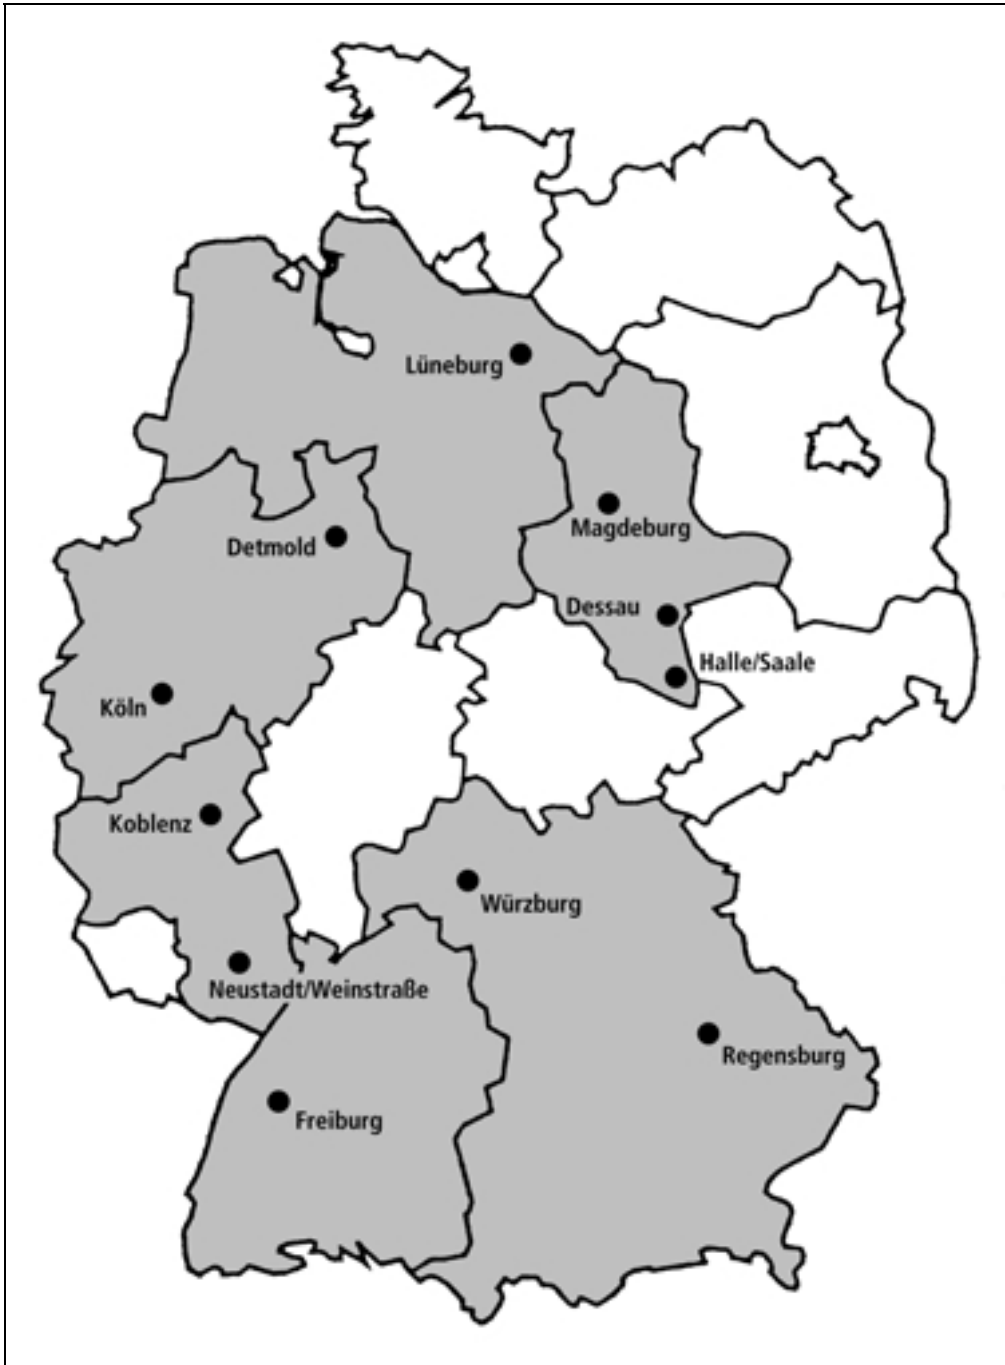 Lüneburg
Magdeburg
Detmold
Dessau
Halle/Saale
Köln
Koblenz
Würzburg
Neustadt/Weinstraße
Regensburg
Freiburg